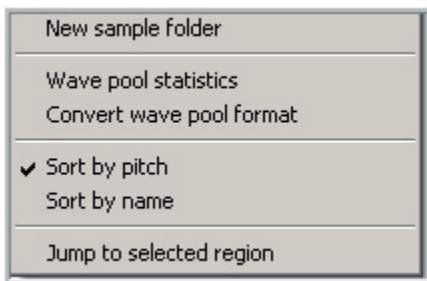 New sample folder
Wave pool statistics
Convert wave pool format
Sort by pitch
Sort by name
Jump to selected region